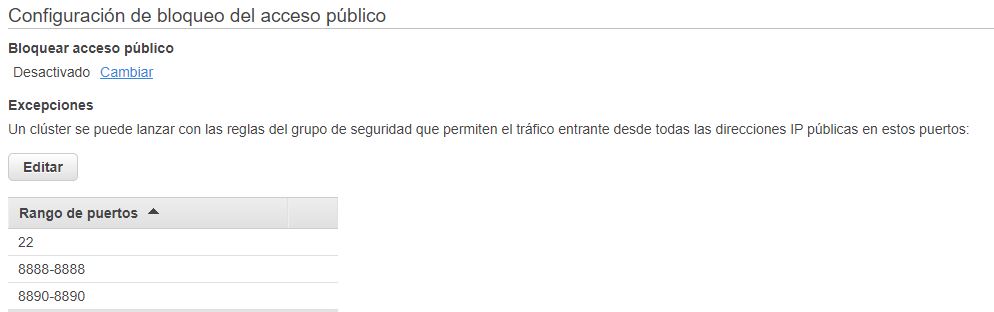 Configuración de bloqueo del acceso público
Bloquear acceso público
Desactivado Cambiar
Excepciones
Un clúster se puede lanzar con las reglas del grupo de seguridad que permiten el tráfico entrante desde todas las direcciones IP públicas en estos puertos:
Editar
Rango de puertos
22
8888-8888
8890-8890